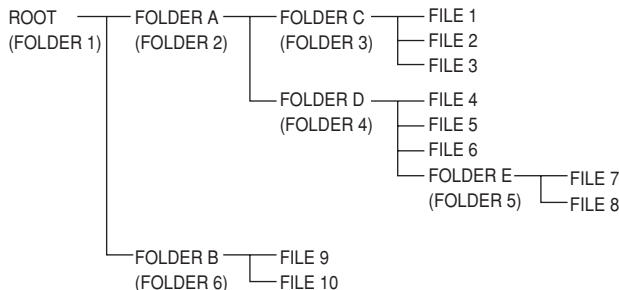 ROOT FOLDER A FOLDER C FILE 1
(FOLDER 1) (FOLDER 2) (FOLDER 3) FILE 2
FILE 3
FOLDER D FILE 4
(FOLDER 4) FILE 5
FILE 6
FOLDER E FILE 7
(FOLDER 5) FILE 8
FOLDER B FILE 9
(FOLDER 6) FILE 10